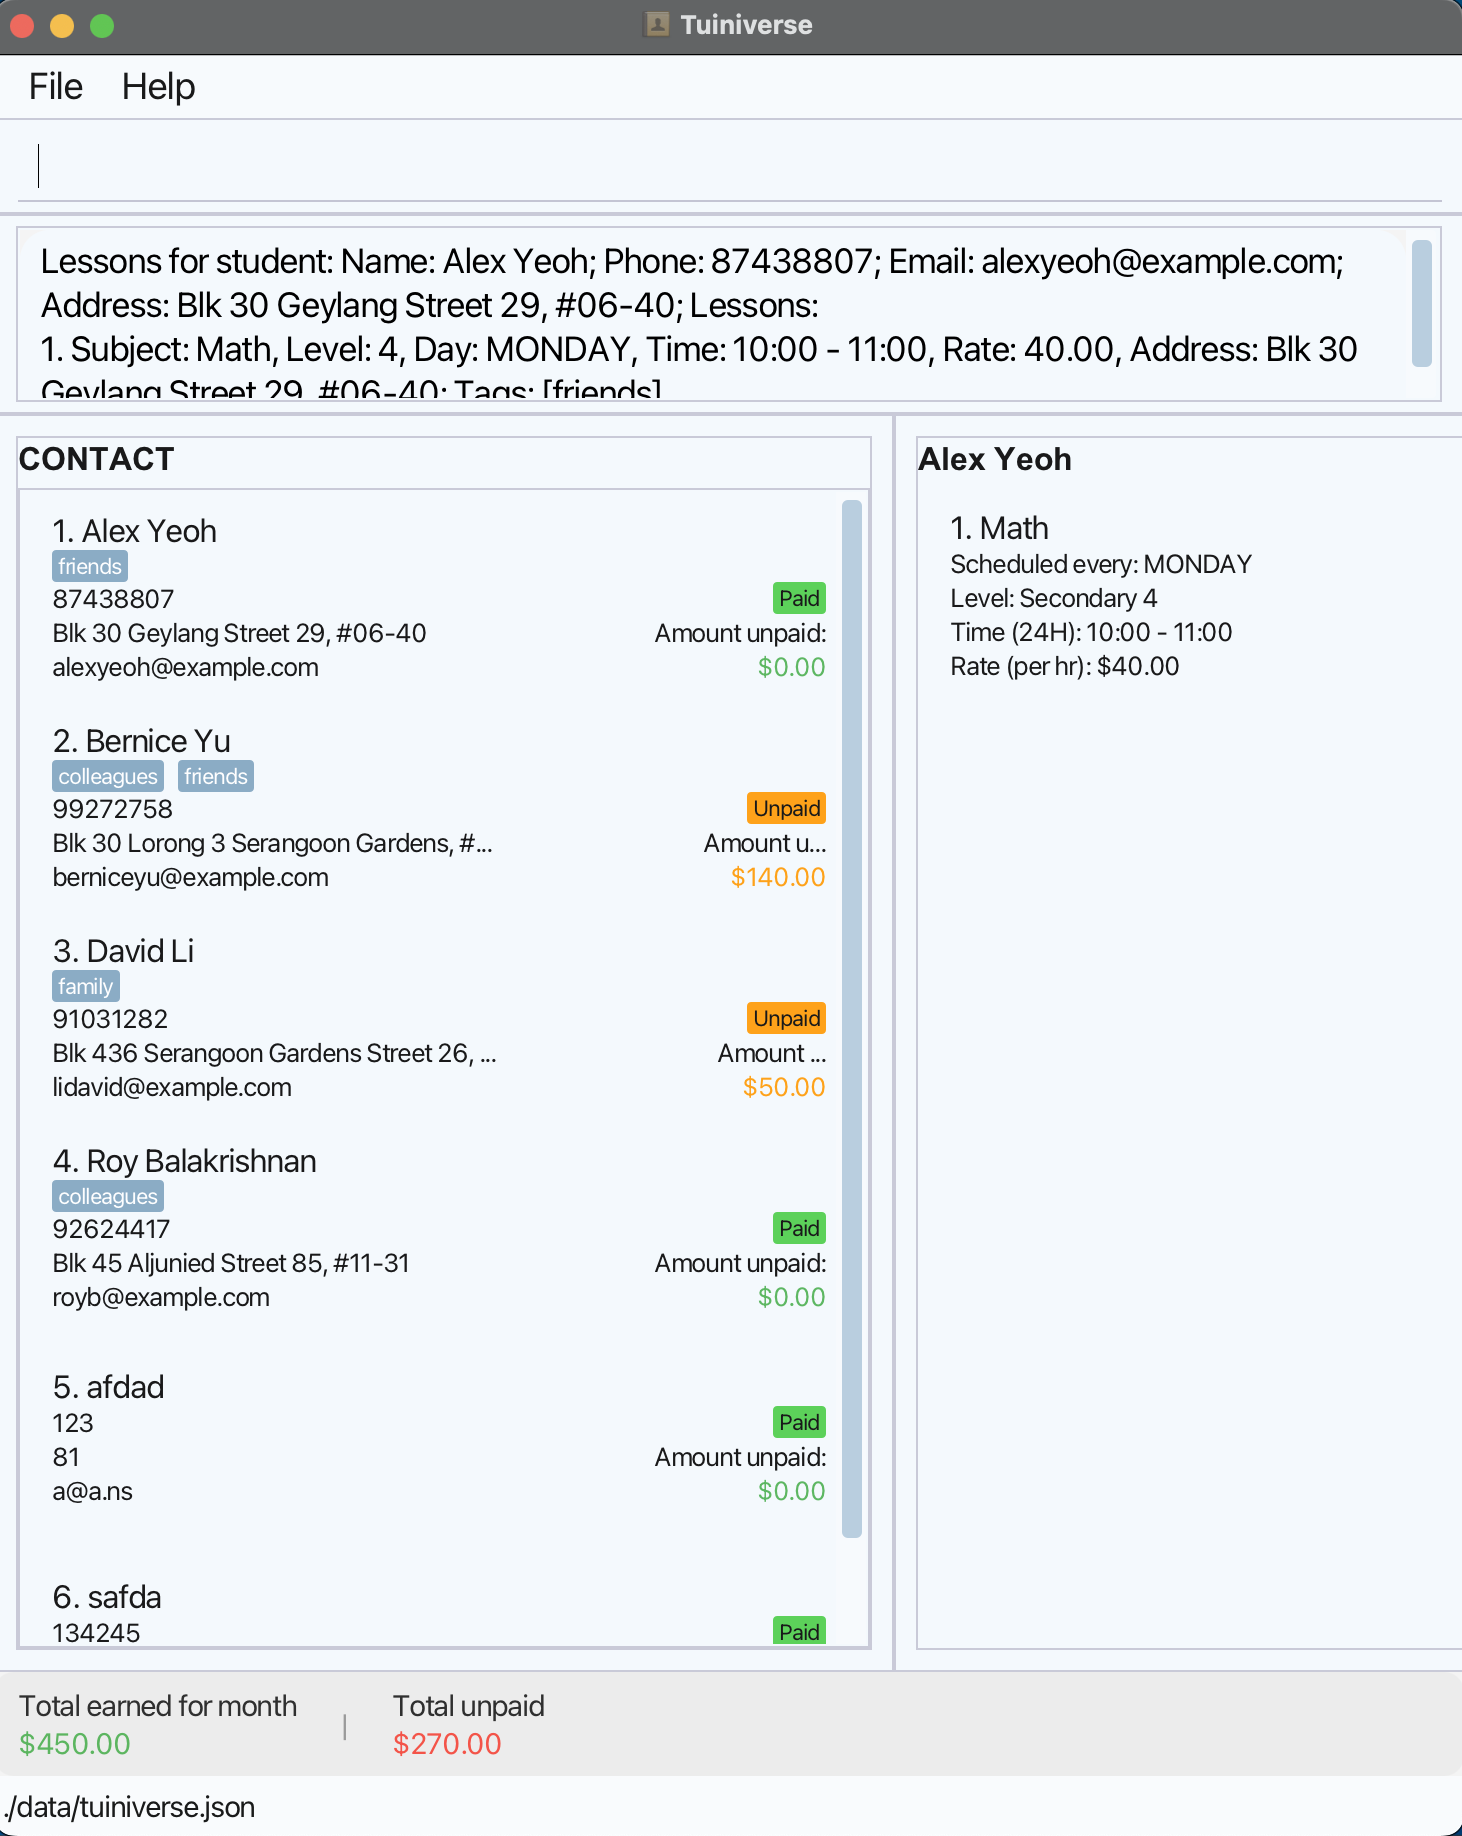 Tuiniverse
File Help
Lessons for student: Name: Alex Yeoh; Phone: 87438807; Email: alexyeoh@example.com;
Address: Blk 30 Geylang Street 29, #06-40; Lessons:
1. Subject: Math, Level: 4, Day: MONDAY, Time: 10:00 - 11:00, Rate: 40.00, Address: Blk 30
Geylang Street 29, #06-40; Tags: [friends]
CONTACT
1. Alex Yeoh
friends
87438807
Paid
Blk 30 Geylang Street 29, #06-40
Amount unpaid:
alexyeoh@example.com
$0.00
2. Bernice Yu
colleagues friends
99272758
Unpaid
Blk 30 Lorong 3 Serangoon Gardens, #...
Amount u...
berniceyu@example.com
$140.00
3. David Li
family
91031282
Unpaid
Blk 436 Serangoon Gardens Street 26, ...
Amount ...
lidavid@example.com
$50.00
4. Roy Balakrishnan
colleagues
92624417
Paid
Blk 45 Aljunied Street 85, #11-31
Amount unpaid:
royb@example.com
$0.00
5. afdad
123
Paid
81
Amount unpaid:
a@a.ns
$0.00
6. safda
134245
Paid
Alex Yeoh
1. Math
Scheduled every: MONDAY
Level: Secondary 4
Time (24H): 10:00 - 11:00
Rate (per hr): $40.00
Total earned for month
$450.00
|
Total unpaid
$270.00
./data/tuiniverse.json